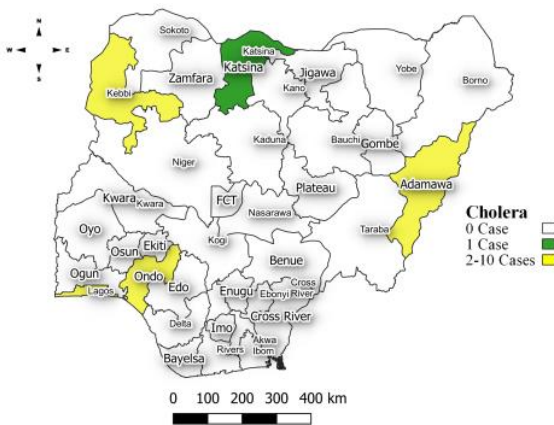 N
W E
S
Sokoto
Katsina
Katsina
Zamfara
Jigawa
Yobe
Borno
Kebbi
Kano
Kaduna
Bauchi
Gombe
Niger
Adamawa
Plateau
FCT
Kwara
Kwara
Nasarawa
Taraba
Oyo
Kogi
Osun
Ekiti
Benue
Ogun
Ondo
Lagos
Edo
Enugu
Ebonyi
Cross
River
Cross River
Delta
Imo
Akwa
Ibom
Rivers
Bayelsa
Cholera
0 Case
1 Case
2-10 Cases
0 100 200 300 400 km